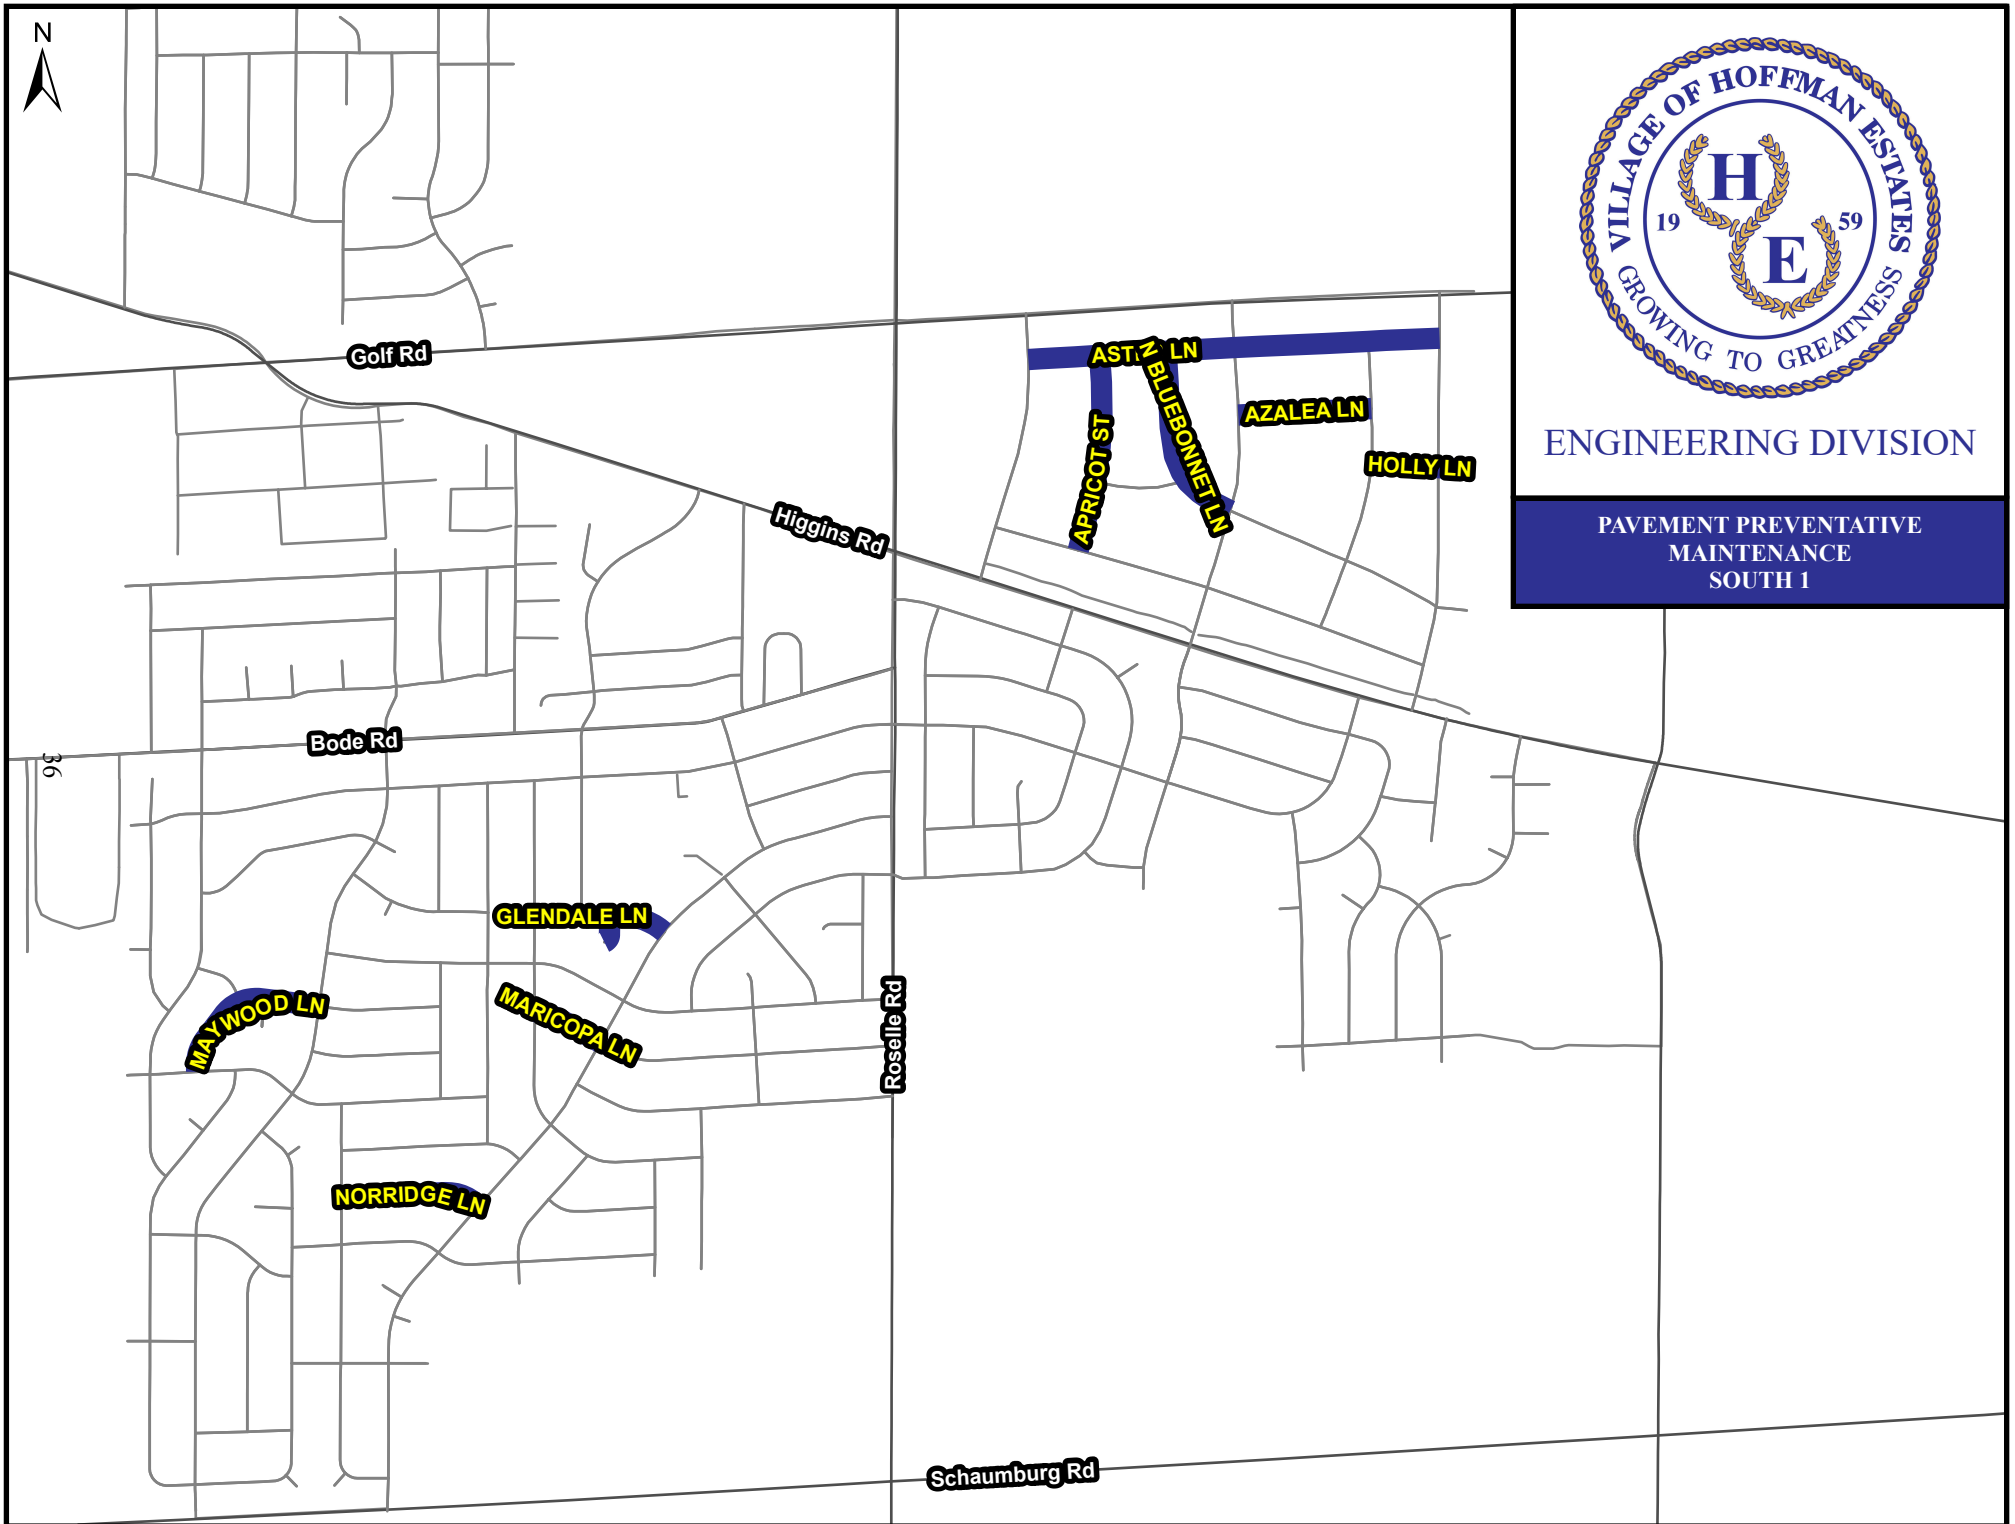 N
VILLAGE OF HOFFMAN ESTATES
H
19
59
E
GROWING TO GREATNESS
ENGINEERING DIVISION
PAVEMENT PREVENTATIVE
MAINTENANCE
SOUTH 1
Golf Rd
LN
N BLUEBONNET LN
AZALEA LN
APRICOT ST
HOLLY LN
Higgins Rd
Bode Rd
36
GLENDALE LN
MAYWOOD LN
MARICOPA LN
Roselle Rd
NORRIDGE LN
Schaumburg Rd